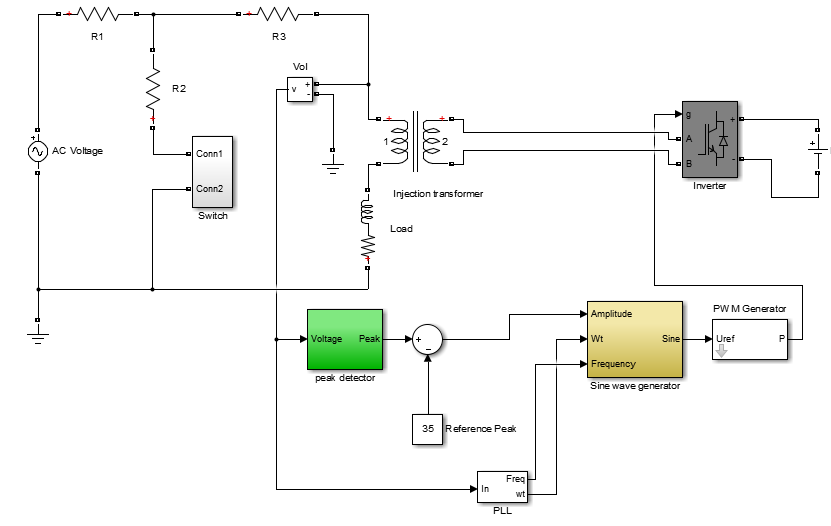 R1
R3
Vol
v
+
-
R2
AC Voltage
Conn1
Conn2
Switch
1
2
Injection transformer
Load
g
A
B
+
-
Inverter
+
Voltage Peak
peak detector
+
-
35
Reference Peak
Amplitude
Wt
Sine
Frequency
Sine wave generator
PWM Generator
Uref P
In
Freq
wt
PLL